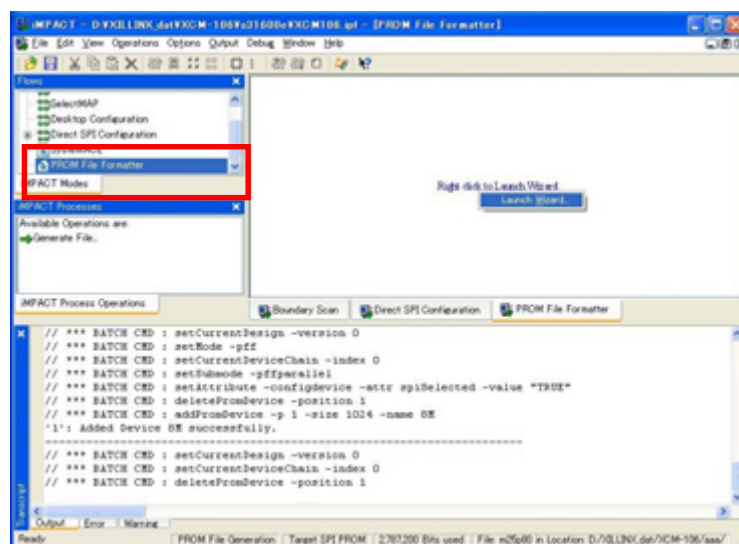 iMPACT - D:¥XILLINX_dat¥XCM-106¥a31600e¥XCM106.ipf - [PROM File Formatter]
File Edit View Operations Options Output Debug Window Help
Flows
SelectMAP
Desktop Configuration
Direct SPI Configuration
SystemACE
PROM File Formatter
iMPACT Modes
Right click to Launch Wizard
Launch Wizard...
iMPACT Processes
Available Operations are:
Generate File...
iMPACT Process Operations
Boundary Scan
Direct SPI Configuration
PROM File Formatter
// *** BATCH CMD : setCurrentDesign -version 0
// *** BATCH CMD : setMode -pff
// *** BATCH CMD : setCurrentDeviceChain -index 0
// *** BATCH CMD : setSubmode -pffparallel
// *** BATCH CMD : setAttribute -configdevice -attr spiSelected -value "TRUE"
// *** BATCH CMD : deletePromDevice -position 1
// *** BATCH CMD : addPromDevice -p 1 -size 1024 -name 8M
'1': Added Device 8M successfully.
----------------------------------------------------------------------
// *** BATCH CMD : setCurrentDesign -version 0
// *** BATCH CMD : setCurrentDeviceChain -index 0
// *** BATCH CMD : deletePromDevice -position 1
Transcript
Output Error Warning
Ready
PROM File Generation
Target SPI PROM
2,787,200 Bits used
File: m25p80 in Location: D:/XILLINX_dat/XCM-106/aaa/